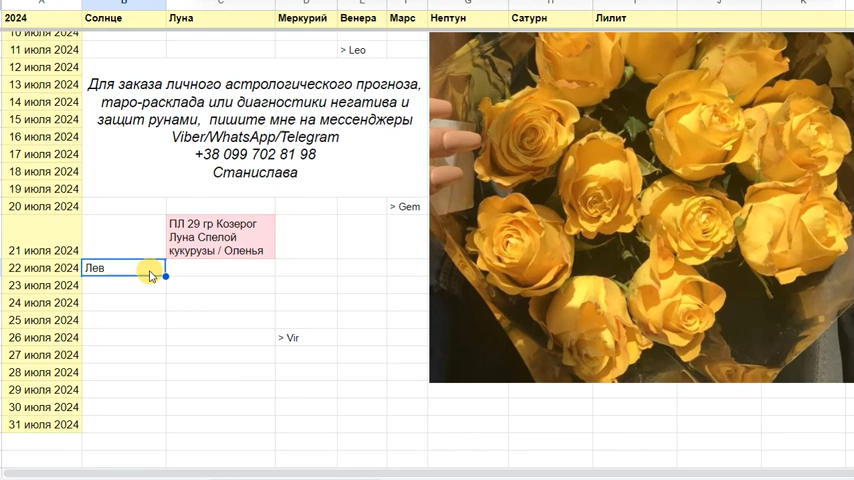 2024 Солнце Луна Меркурий Венера Марс Нептун Сатурн Лилит
10 июля 2024
11 июля 2024 > Leo
12 июля 2024
13 июля 2024 Для заказа личного астрологического прогноза,
14 июля 2024 таро-расклада или диагностики негатива и
15 июля 2024 защит рунами, пишите мне на мессенджеры
16 июля 2024 Viber/WhatsApp/Telegram
17 июля 2024 +38 099 702 81 98
18 июля 2024 Станислава
19 июля 2024
20 июля 2024 > Gem
ПЛ 29 гр Козерог
Луна Спелой
21 июля 2024 кукурузы / Оленья
22 июля 2024 Лев
23 июля 2024
24 июля 2024
25 июля 2024
26 июля 2024 > Vir
27 июля 2024
28 июля 2024
29 июля 2024
30 июля 2024
31 июля 2024